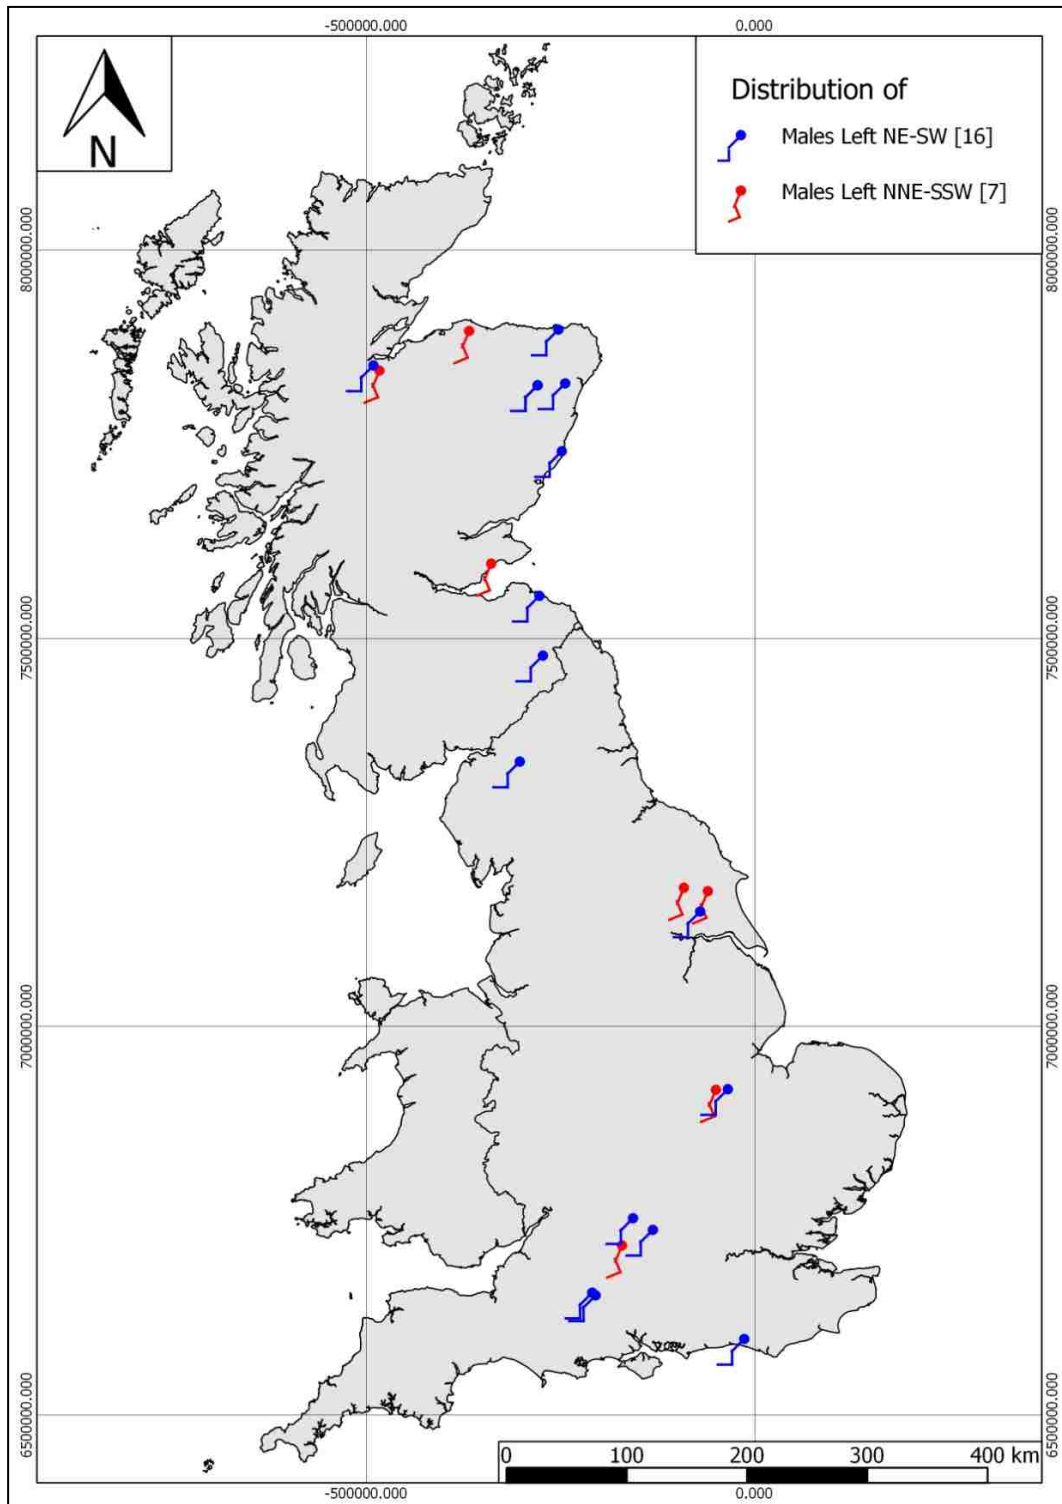 -500000.000 0.000
N
Distribution of
Males Left NE-SW [16]
Males Left NNE-SSW [7]
8000000.000 8000000.000
7500000.000 7500000.000
7000000.000 7000000.000
6500000.000 6500000.000
0 100 200 300 400 km
-500000.000 0.000